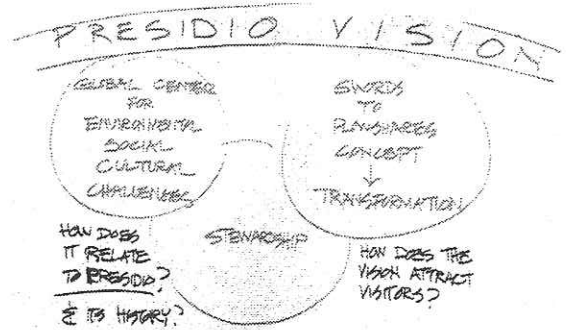 PRESIDIO VISION
GLOBAL CENTER
FOR
ENVIRONMENTAL
SOCIAL
CULTURAL
CHALLENGES
SWORDS
TO
PLOWSHARES
CONCEPT
TRANSFORMATION
STEWARDSHIP
HOW DOES
IT RELATE
TO PRESIDIO?
& ITS HISTORY?
HOW DOES THE
VISION ATTRACT
VISITORS?